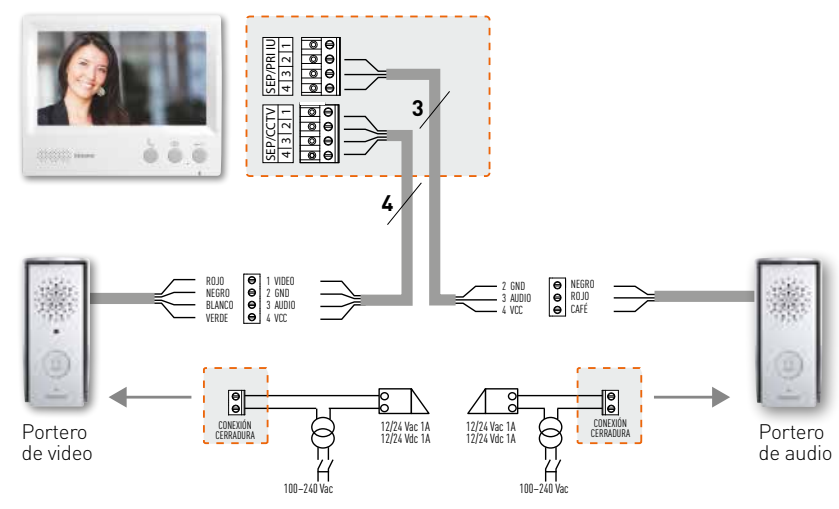 SEP/PRI IU
1
2
3
4
SEP/CCTV
1
2
3
4
3
4
ROJO
NEGRO
BLANCO
VERDE
1 VIDEO
2 GND
3 AUDIO
4 VCC
2 GND
3 AUDIO
4 VCC
NEGRO
ROJO
CAFÉ
Portero
de video
CONEXIÓN
CERRADURA
12/24 Vac 1A
12/24 Vdc 1A
100–240 Vac
12/24 Vac 1A
12/24 Vdc 1A
100–240 Vac
CONEXIÓN
CERRADURA
Portero
de audio